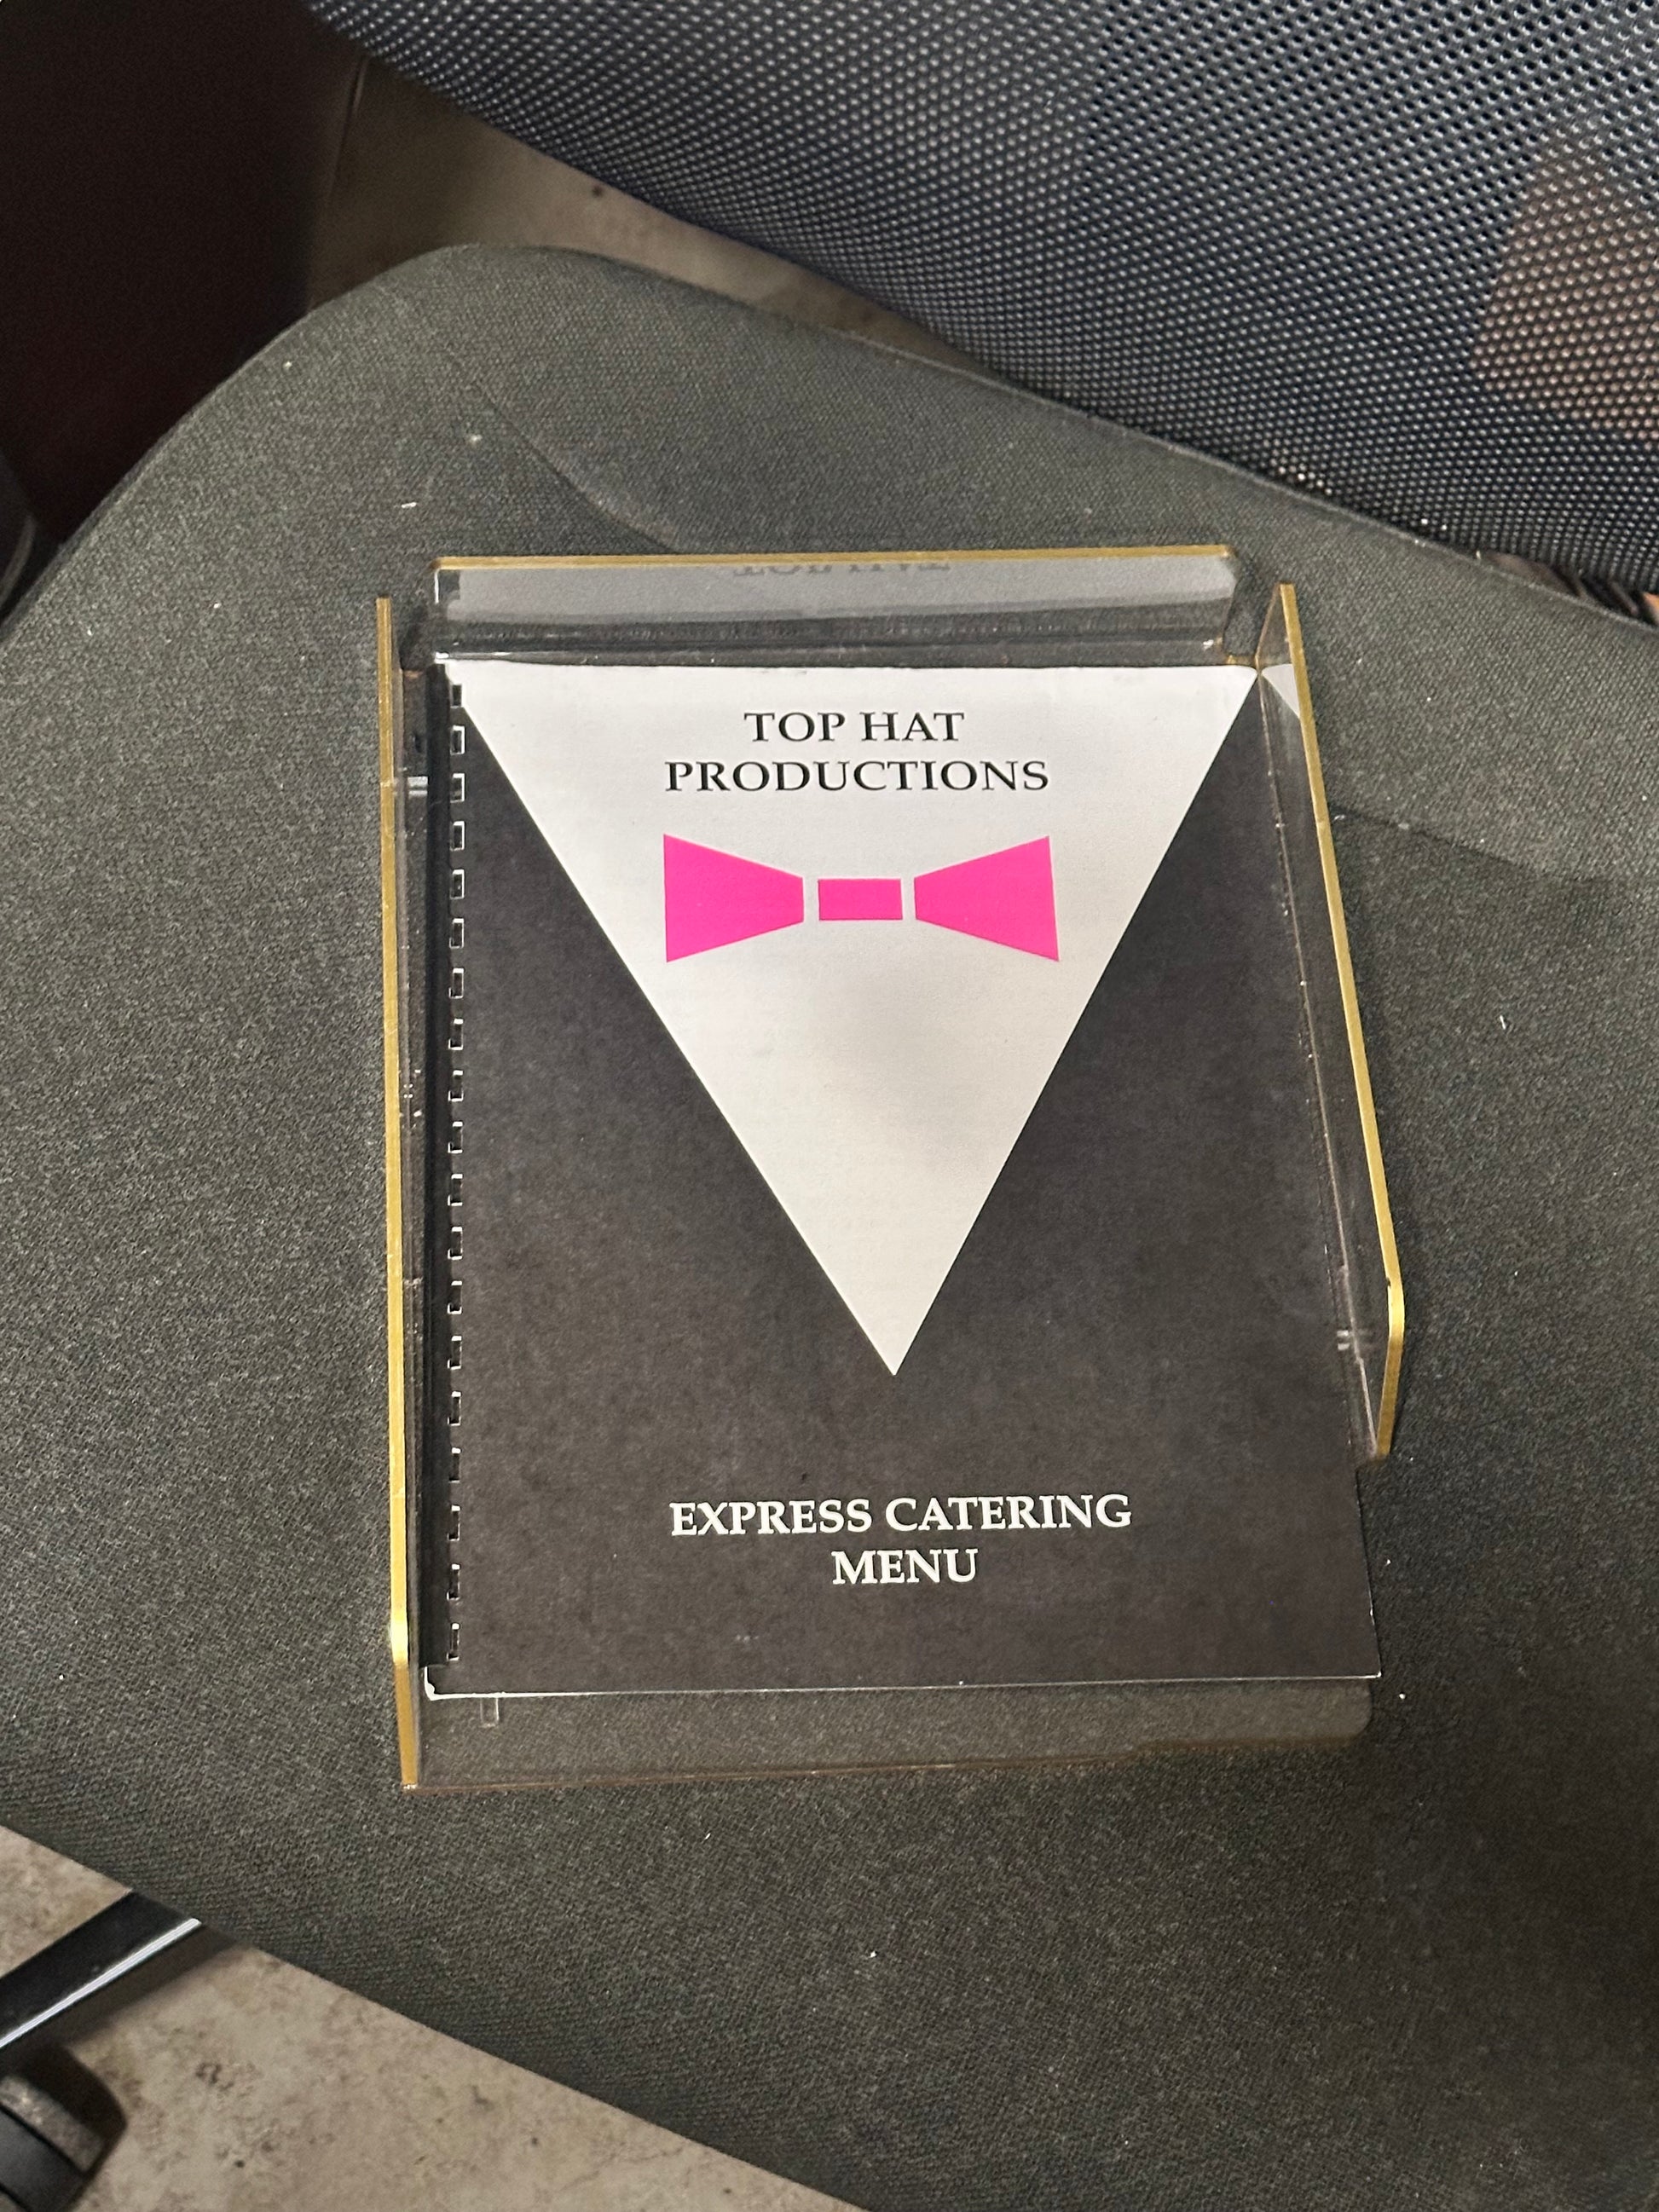 TOP HAT
PRODUCTIONS
EXPRESS CATERING
MENU